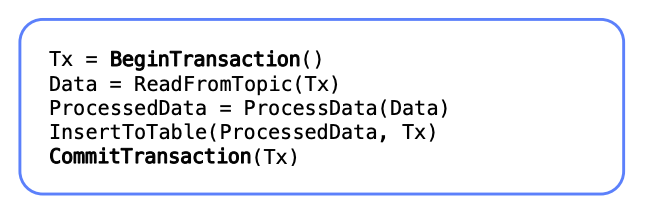 Tx = BeginTransaction()
Data = ReadFromTopic(Tx)
ProcessedData = ProcessData(Data)
InsertToTable(ProcessedData, Tx)
CommitTransaction(Tx)